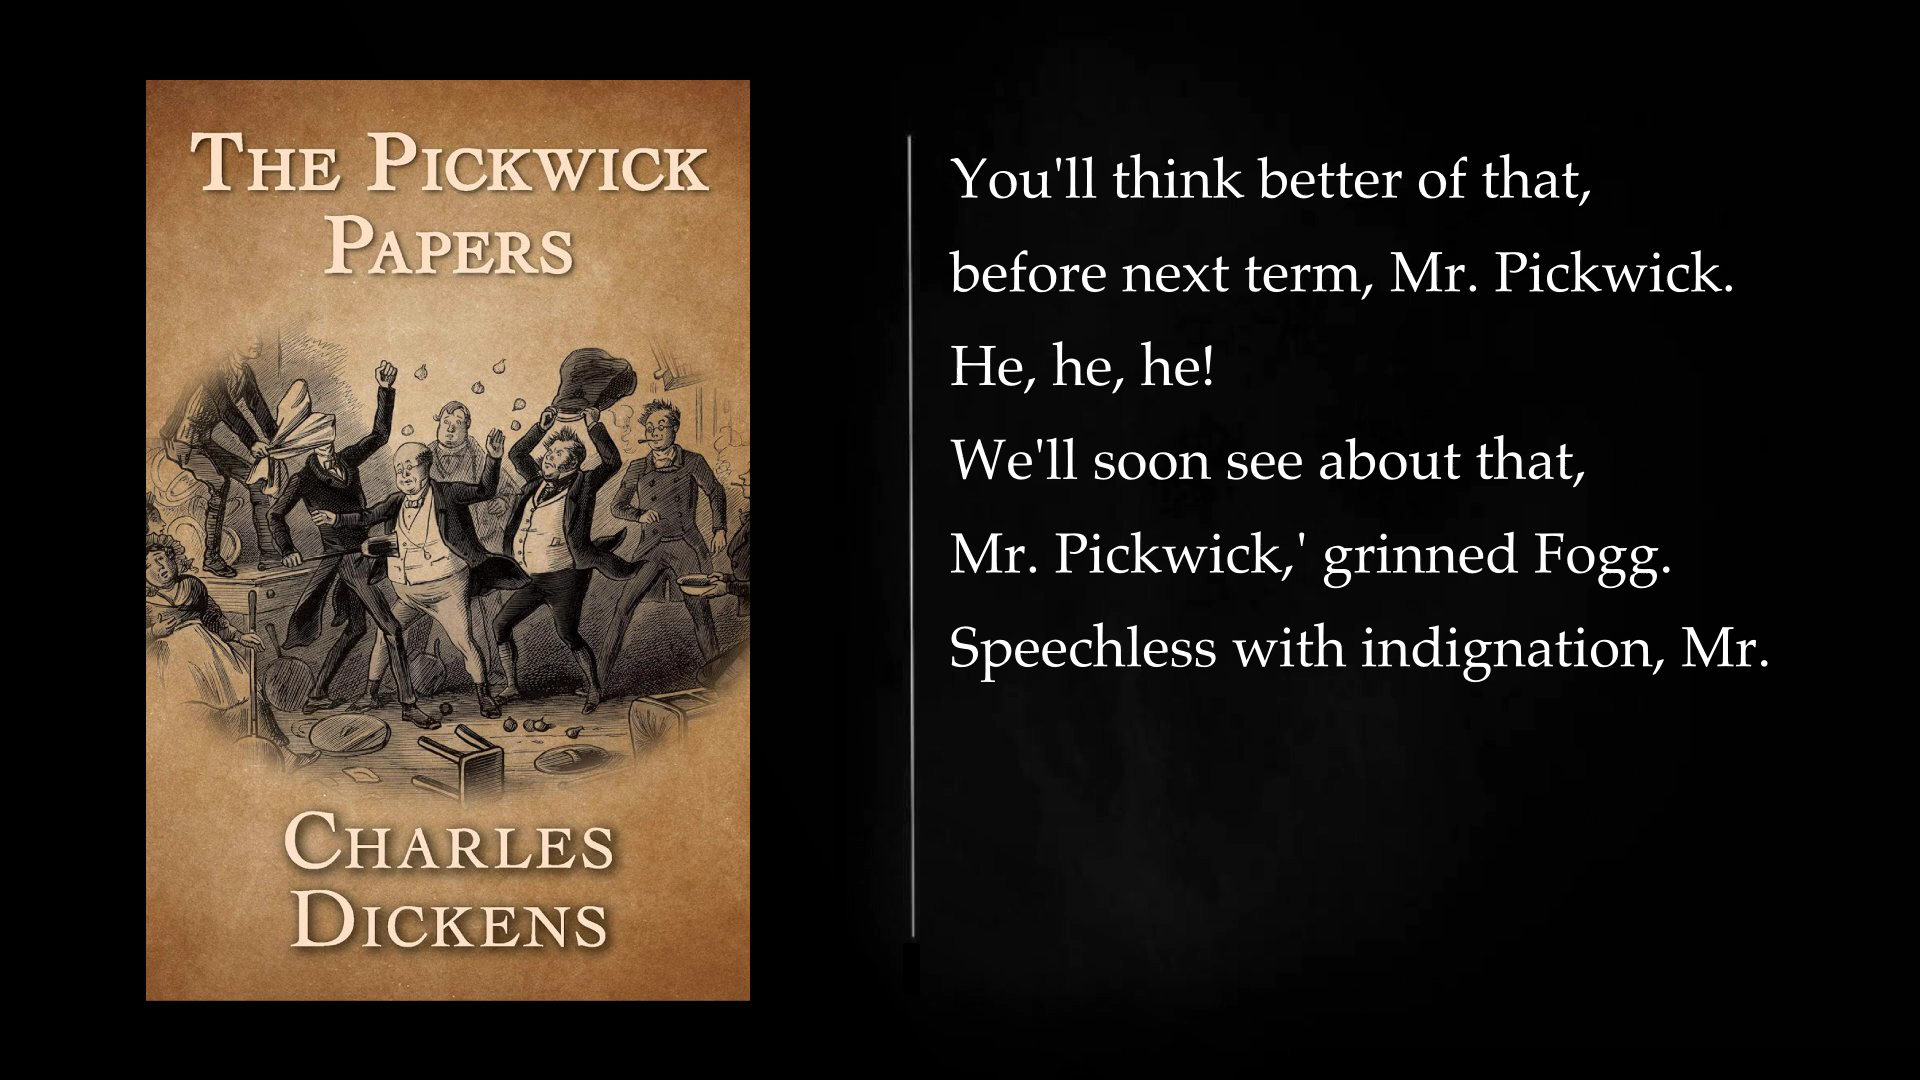 THE PICKWICK
PAPERS
CHARLES
DICKENS
You'll think better of that,
before next term, Mr. Pickwick.
He, he, he!
We'll soon see about that,
Mr. Pickwick,' grinned Fogg.
Speechless with indignation, Mr.